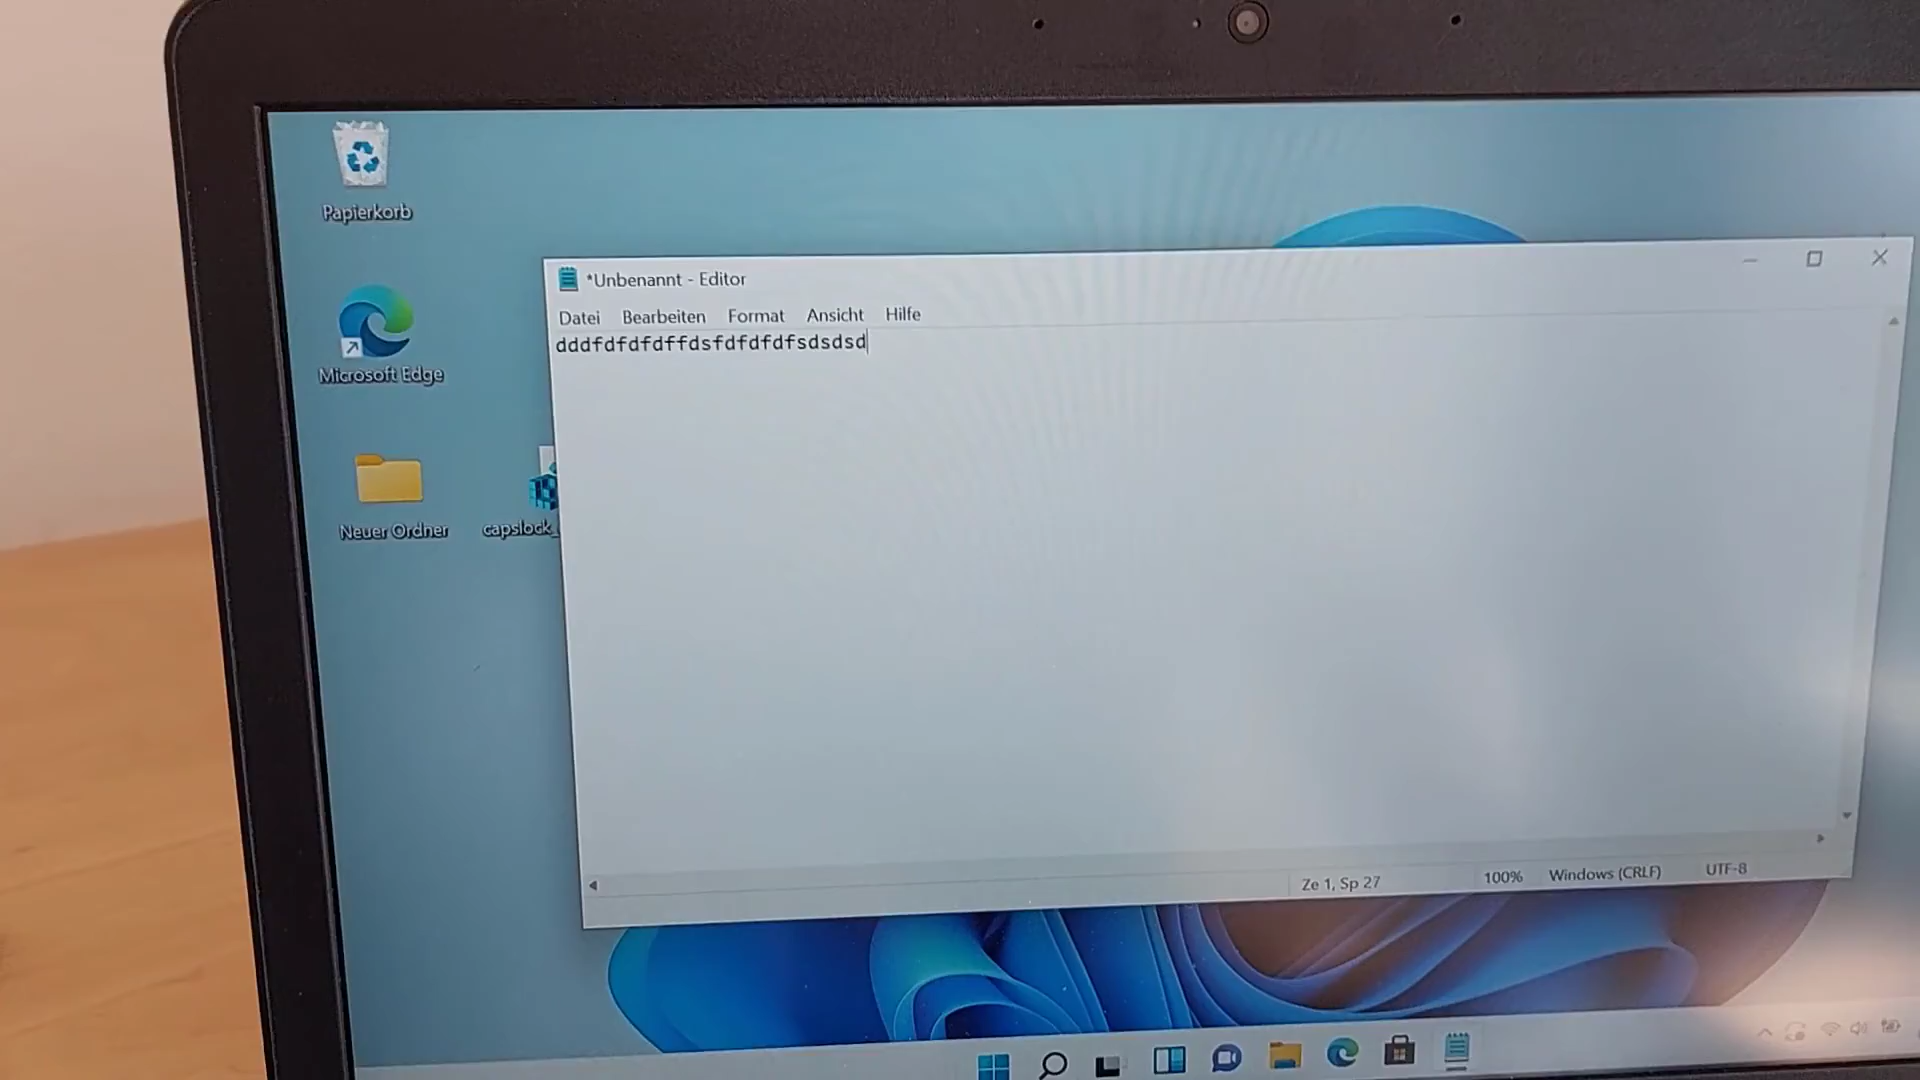 Papierkorb
Microsoft Edge
Neuer Ordner
capslock_
*Unbenannt - Editor
Datei Bearbeiten Format Ansicht Hilfe
dddfdfdfdffdsfdfdfdfsdsdsd
Ze 1, Sp 27
100%
Windows (CRLF)
UTF-8